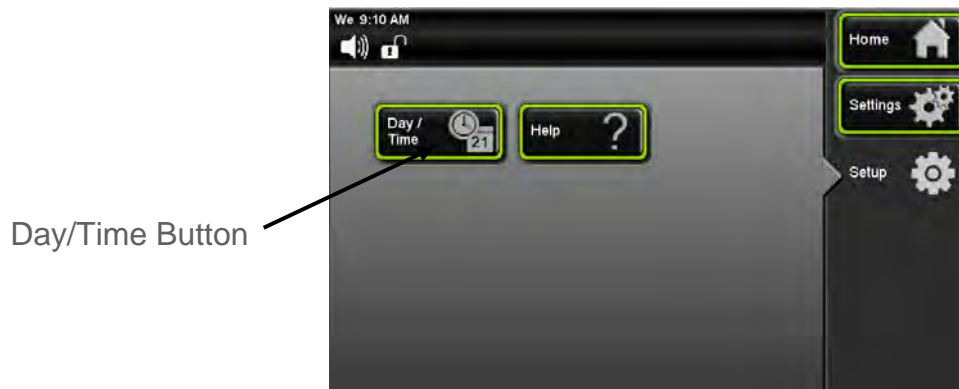 We 9:10 AM
Home
Settings
Day /
Time
21
Help
?
Setup
Day/Time Button